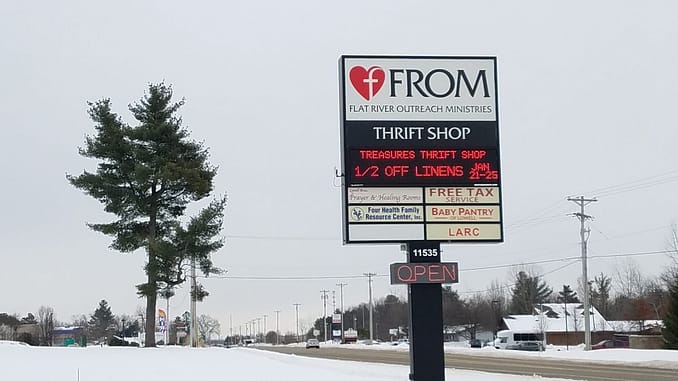 FROM
FLAT RIVER OUTREACH MINISTRIES
THRIFT SHOP
TREASURES THRIFT SHOP
1/2 OFF LINENS JAN 21-25
Prayer & Healing Rooms
FREE TAX
SERVICE
Four Health Family
Resource Center, Inc.
BABY PANTRY
OF LOWELL
LARC
11535
OPEN